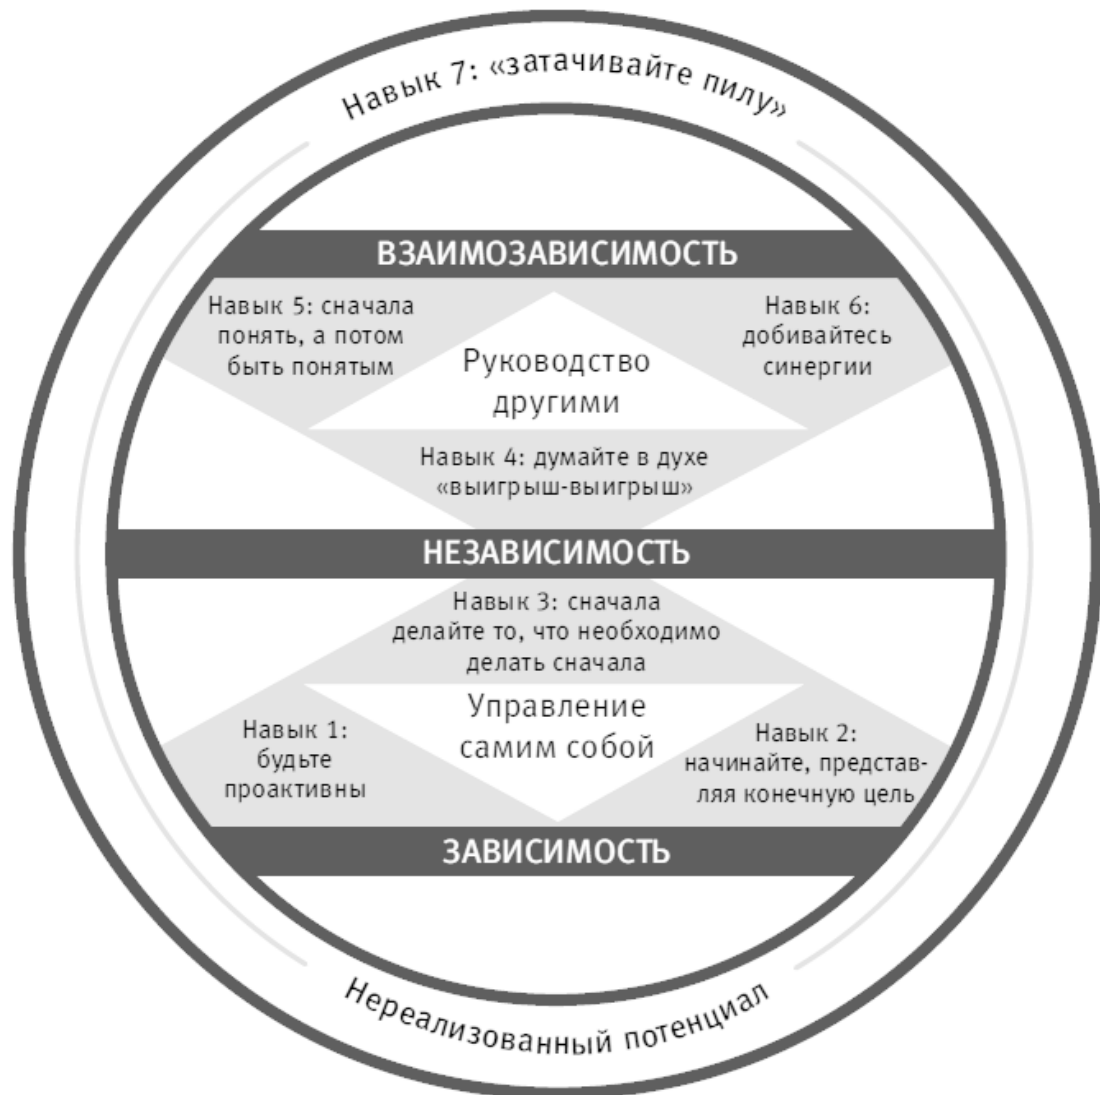 Навык 7: «затачивайте пилу»
ВЗАИМОЗАВИСИМОСТЬ
Навык 5: сначала
понять, а потом
быть понятым
Руководство
другими
Навык 6:
добивайтесь
синергии
Навык 4: думайте в духе
«выигрыш-выигрыш»
НЕЗАВИСИМОСТЬ
Навык 3: сначала
делайте то, что необходимо
делать сначала
Навык 1:
будьте
проактивны
Управление
самим собой
Навык 2:
начинайте, представ-
ляя конечную цель
ЗАВИСИМОСТЬ
Нереализованный потенциал